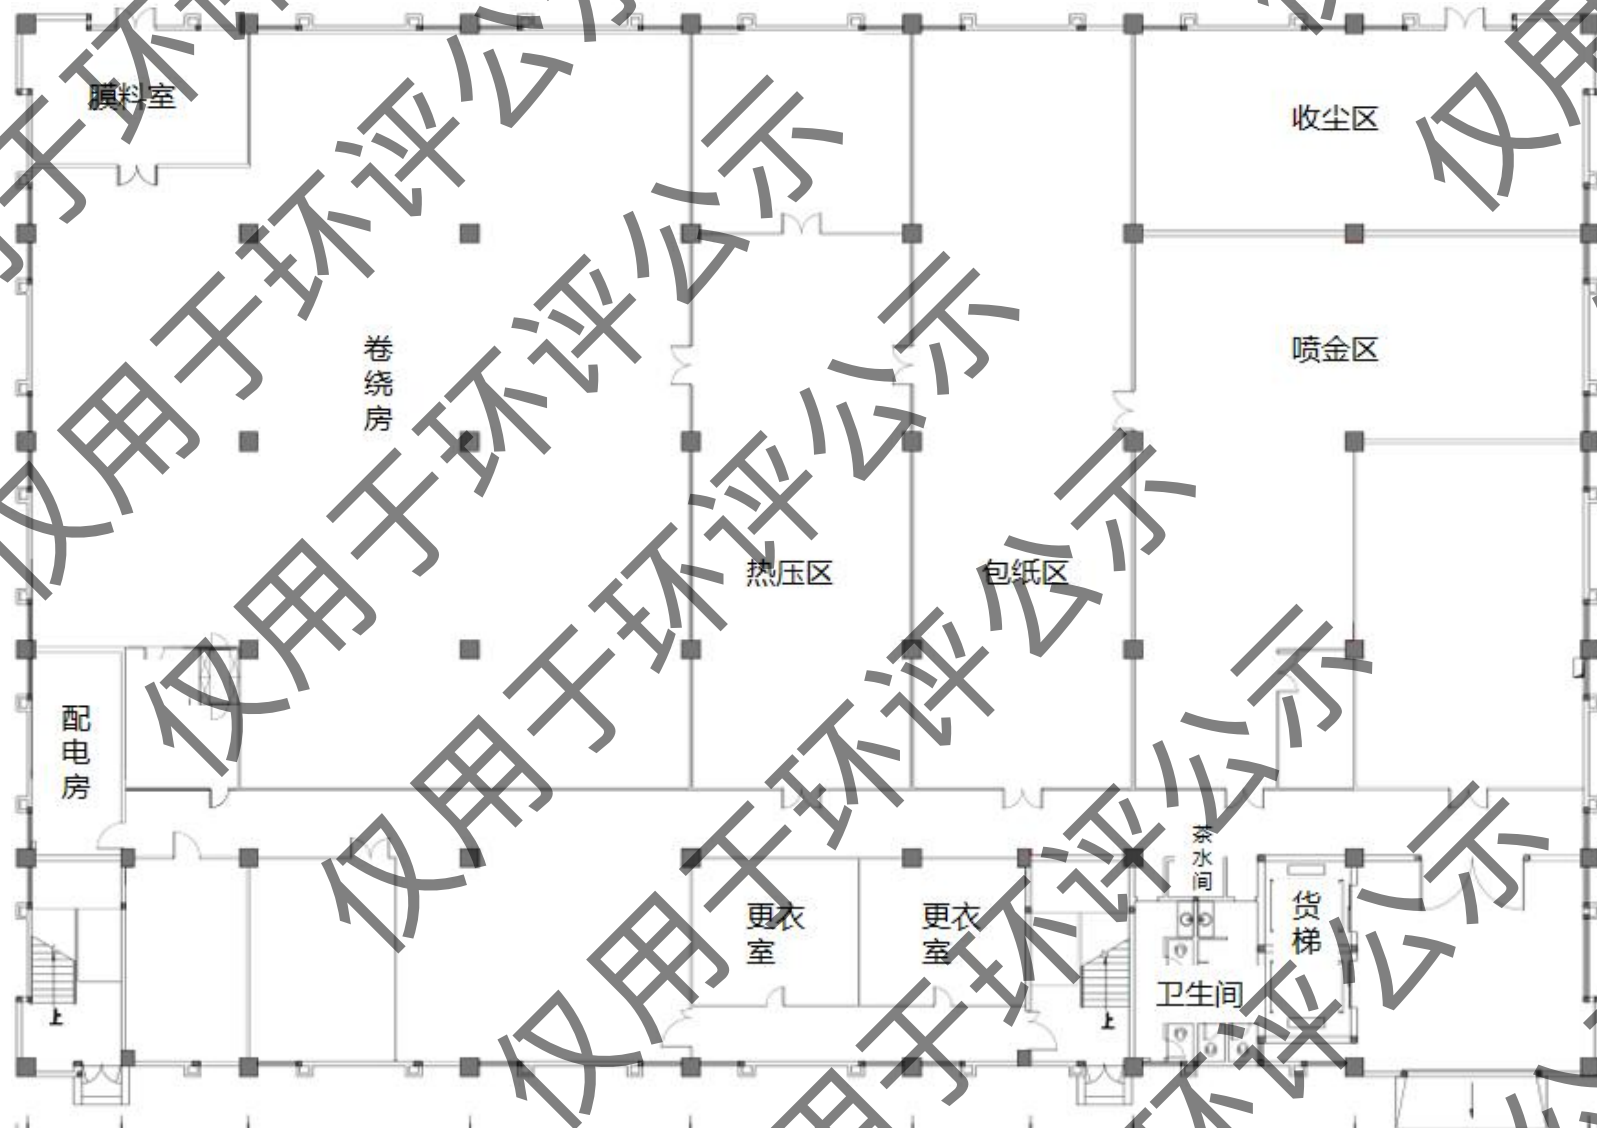 膜料室
收尘区
卷绕房
喷金区
热压区
包纸区
配电房
茶水间
更衣室
更衣室
货梯
卫生间
上
上
仅用于环评公示
仅用于环评公示
仅用于环评公示
仅用于环评公示
仅用于环评公示